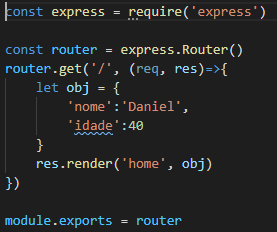 const express = require('express')
const router = express.Router()
router.get('/', (req, res)=>{
    let obj = {
        'nome':'Daniel',
        'idade':40
    }
    res.render('home', obj)
})
module.exports = router